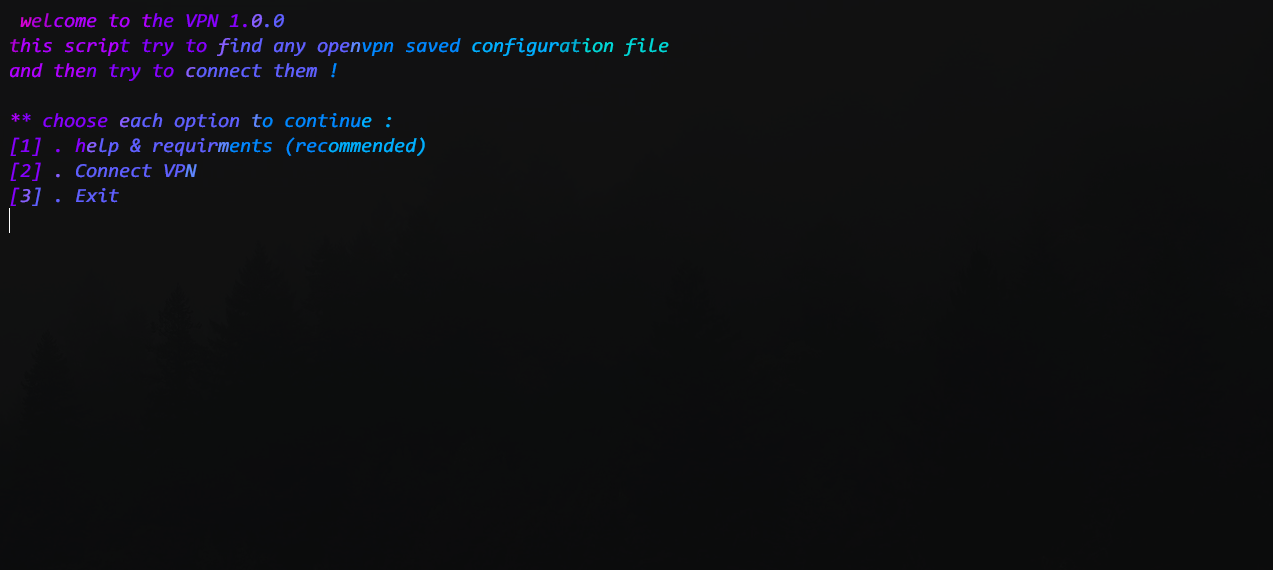 welcome to the VPN 1.0.0
this script try to find any openvpn saved configuration file
and then try to connect them !
** choose each option to continue :
[1] . help & requirments (recommended)
[2] . Connect VPN
[3] . Exit